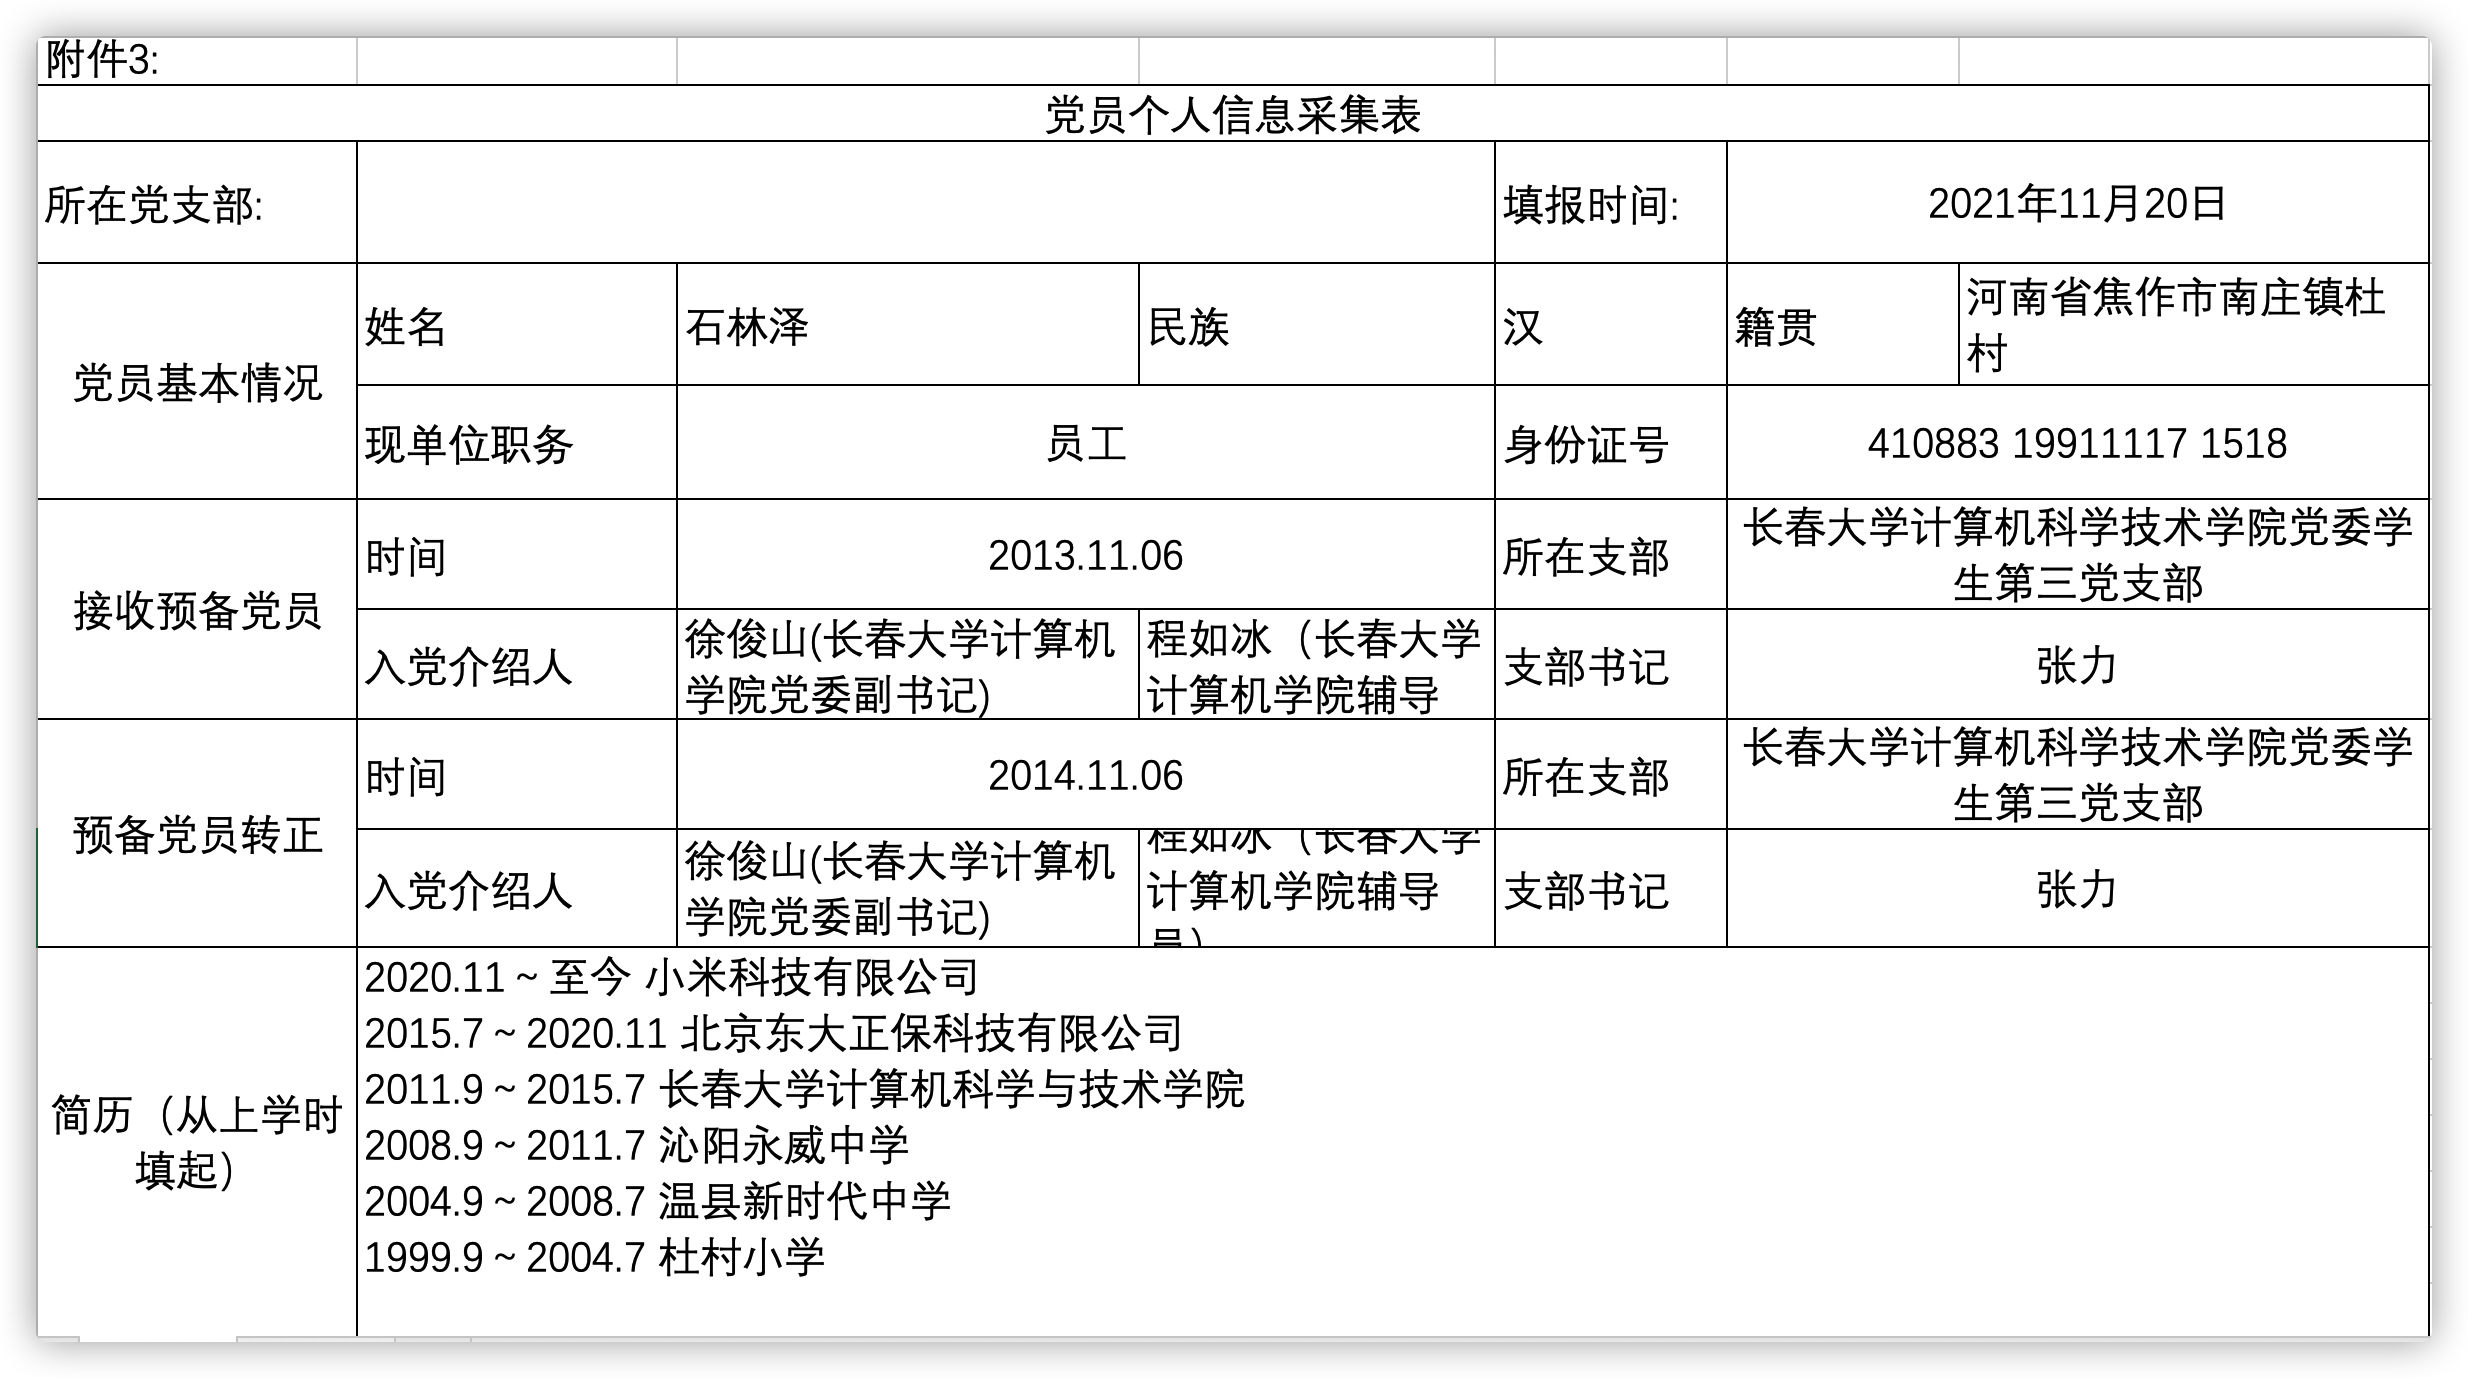 附件3:
党员个人信息采集表
所在党支部:
填报时间:
2021年11月20日
党员基本情况
姓名
石林泽
民族
汉
籍贯
河南省焦作市南庄镇杜
村
现单位职务
员工
身份证号
410883 19911117 1518
接收预备党员
时间
2013.11.06
所在支部
长春大学计算机科学技术学院党委学
生第三党支部
入党介绍人
徐俊山(长春大学计算机
学院党委副书记)
程如冰（长春大学
计算机学院辅导
支部书记
张力
预备党员转正
时间
2014.11.06
所在支部
长春大学计算机科学技术学院党委学
生第三党支部
入党介绍人
徐俊山(长春大学计算机
学院党委副书记)
程如冰（长春大学
计算机学院辅导
员）
支部书记
张力
简历（从上学时
填起）
2020.11 ~ 至今 小米科技有限公司
2015.7 ~ 2020.11 北京东大正保科技有限公司
2011.9 ~ 2015.7 长春大学计算机科学与技术学院
2008.9 ~ 2011.7 沁阳永威中学
2004.9 ~ 2008.7 温县新时代中学
1999.9 ~ 2004.7 杜村小学